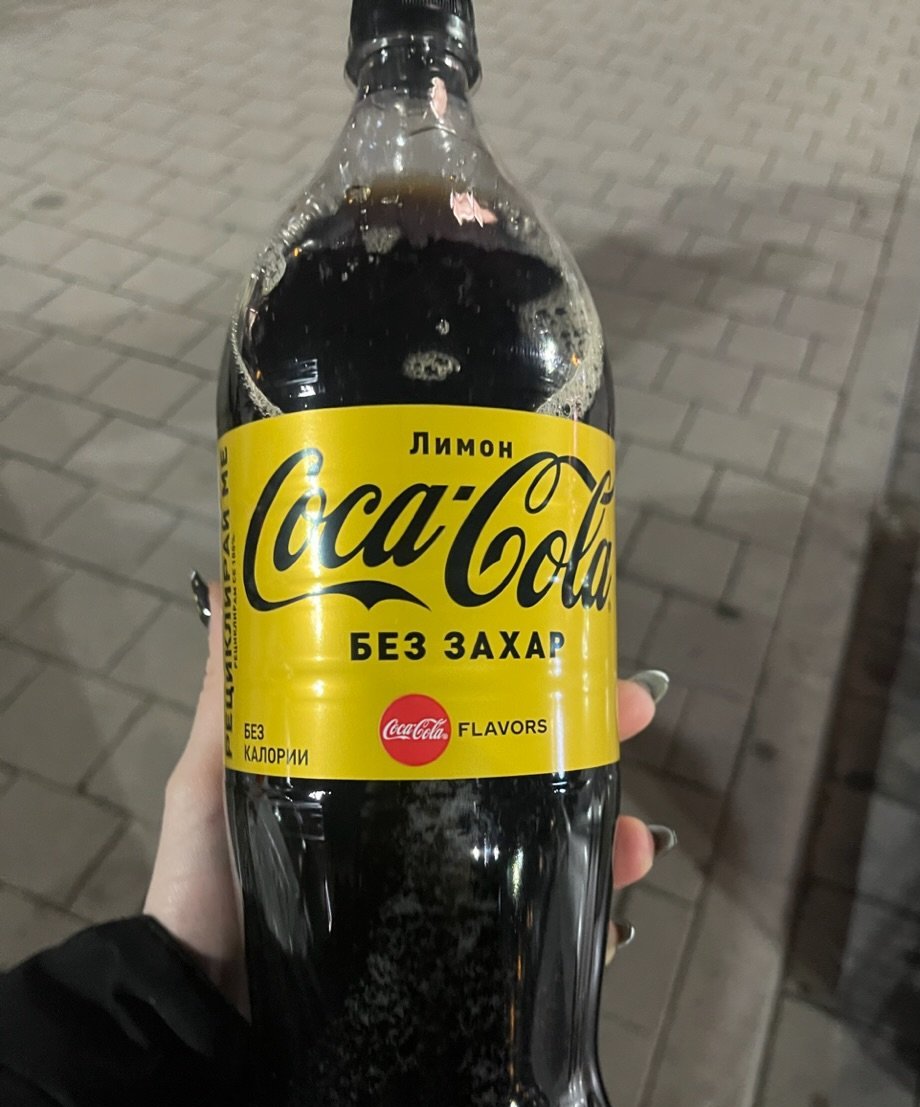 Лимон
Coca-Cola
БЕЗ ЗАХАР
Coca-Cola FLAVORS
БЕЗ
КАЛОРИИ
РЕЦИКЛИРАЙ МЕ